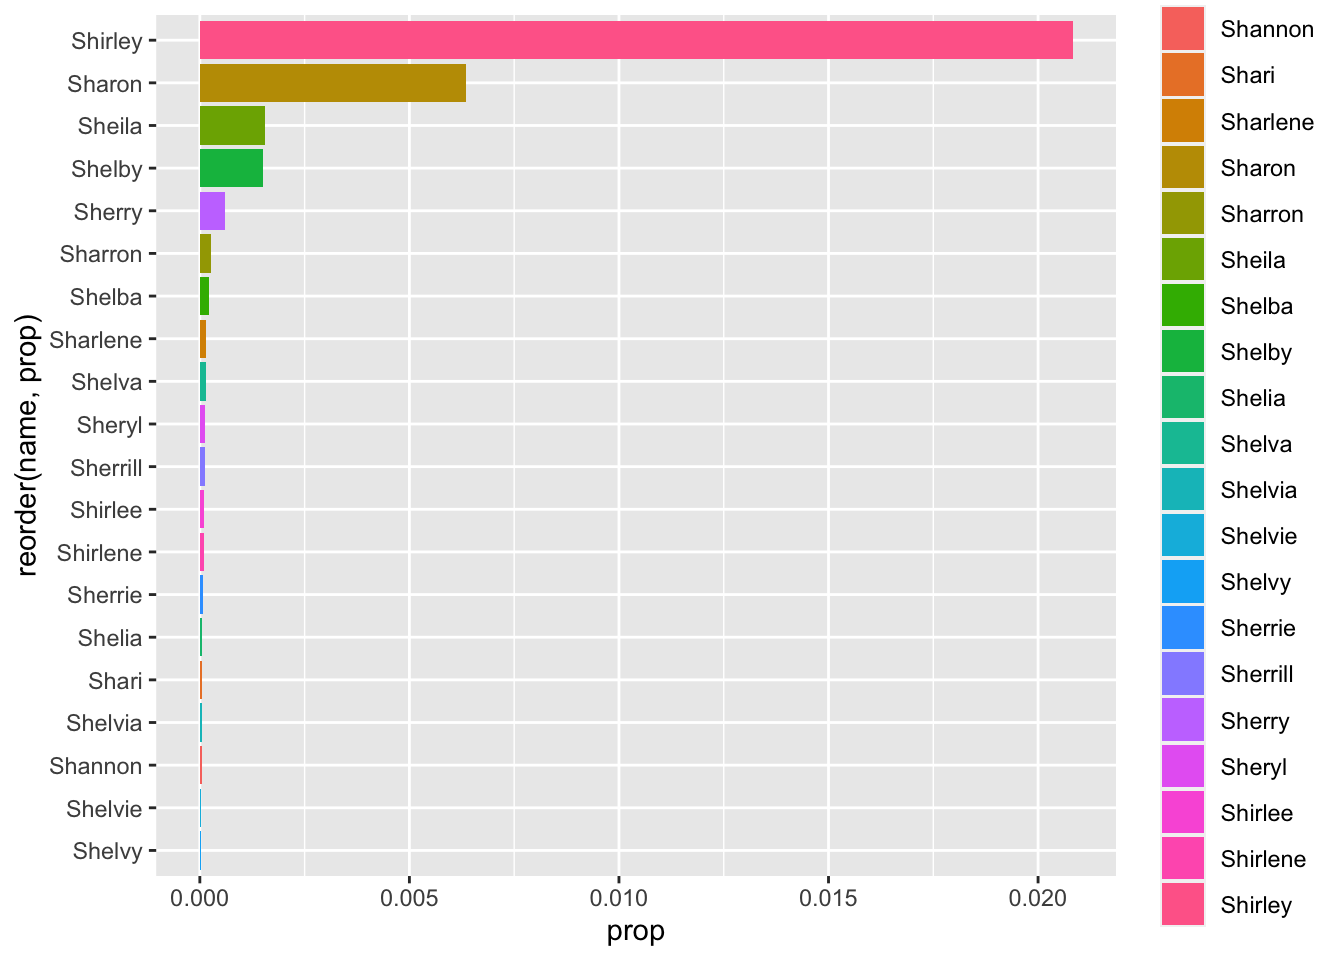 Shirley
Sharon
Sheila
Shelby
Sherry
Sharron
Shelba
Sharlene
Shelva
Sheryl
Sherrill
Shirlee
Shirlene
Sherrie
Shelia
Shari
Shelvia
Shannon
Shelvie
Shelvy
reorder(name, prop)
0.000 0.005 0.010 0.015 0.020
prop
Shannon
Shari
Sharlene
Sharon
Sharron
Sheila
Shelba
Shelby
Shelia
Shelva
Shelvia
Shelvie
Shelvy
Sherrie
Sherrill
Sherry
Sheryl
Shirlee
Shirlene
Shirley